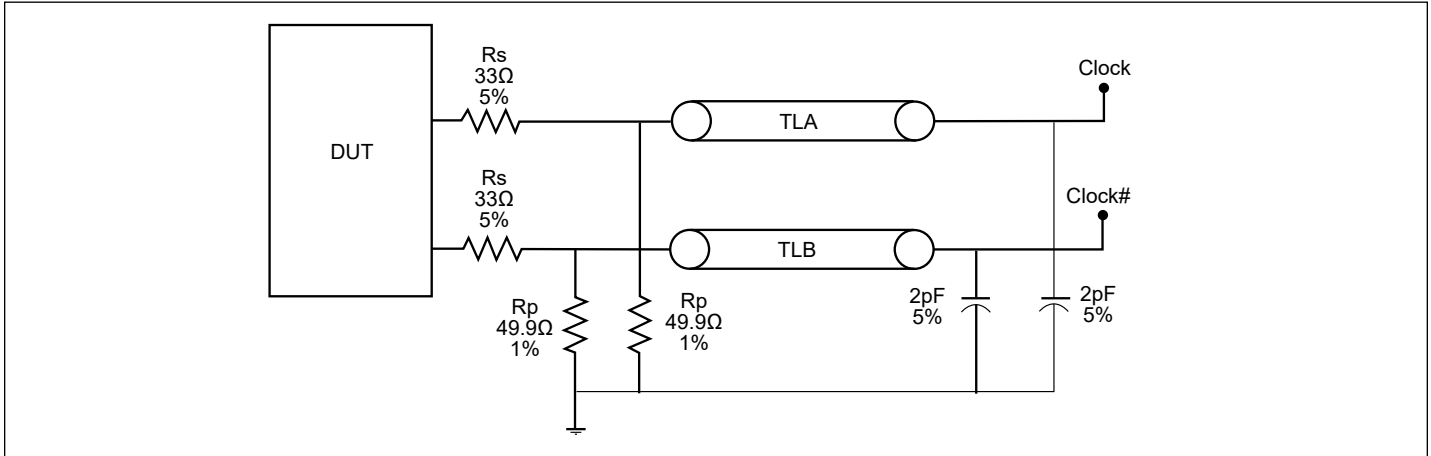 Rs
33Ω
5%
Clock
TLA
DUT
Rs
33Ω
5%
Clock#
TLB
Rp
49.9Ω
1%
Rp
49.9Ω
1%
2pF
5%
2pF
5%